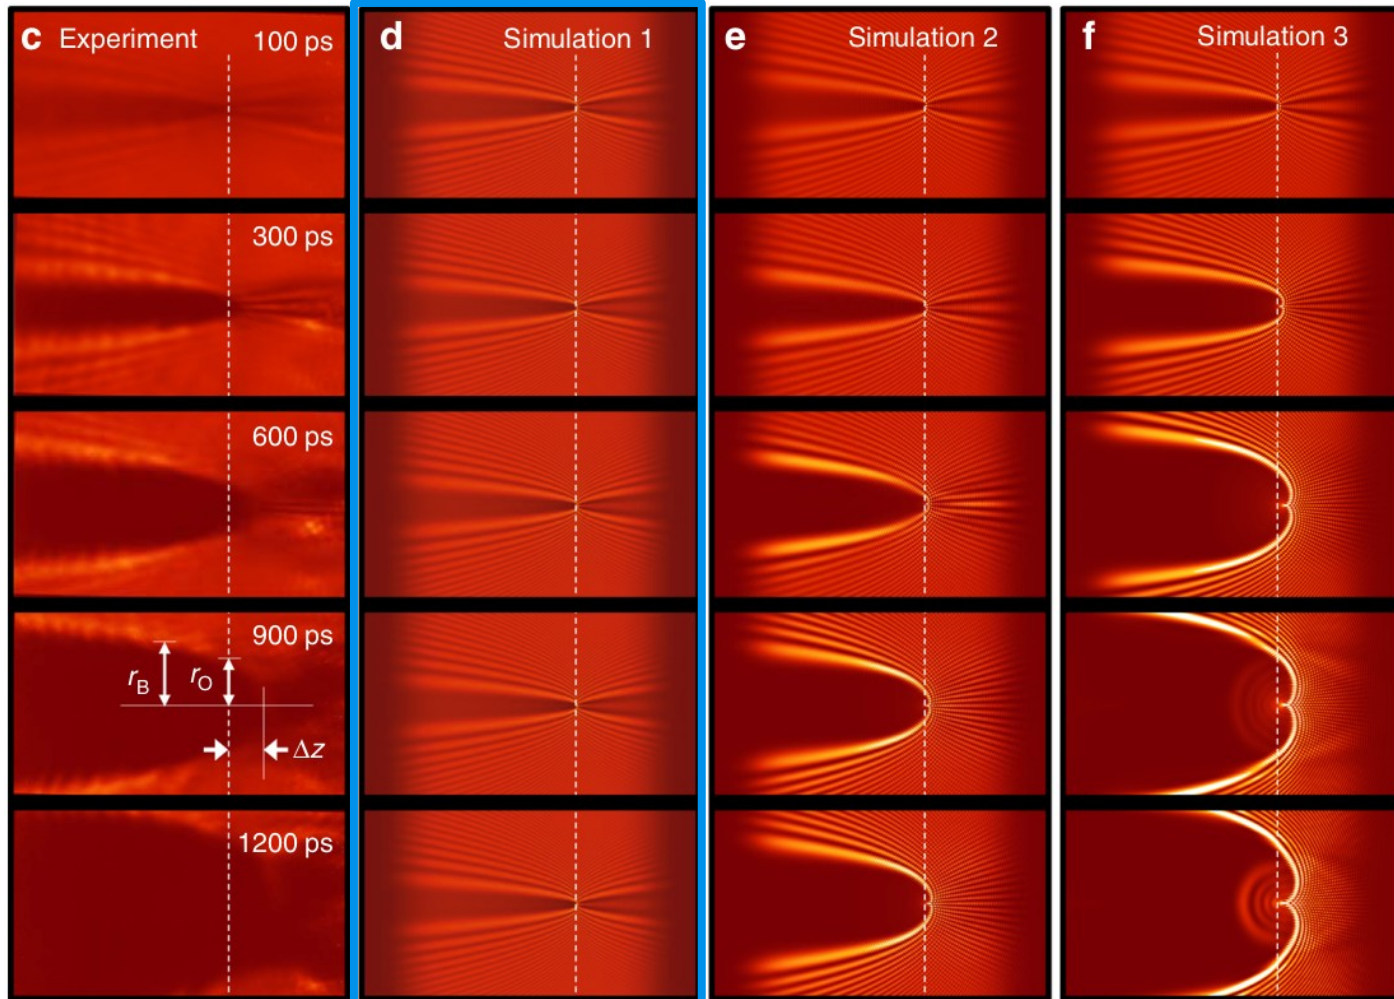 c Experiment 100 ps
d Simulation 1
e Simulation 2
f Simulation 3
300 ps
600 ps
900 ps
rB rO
Δz
1200 ps